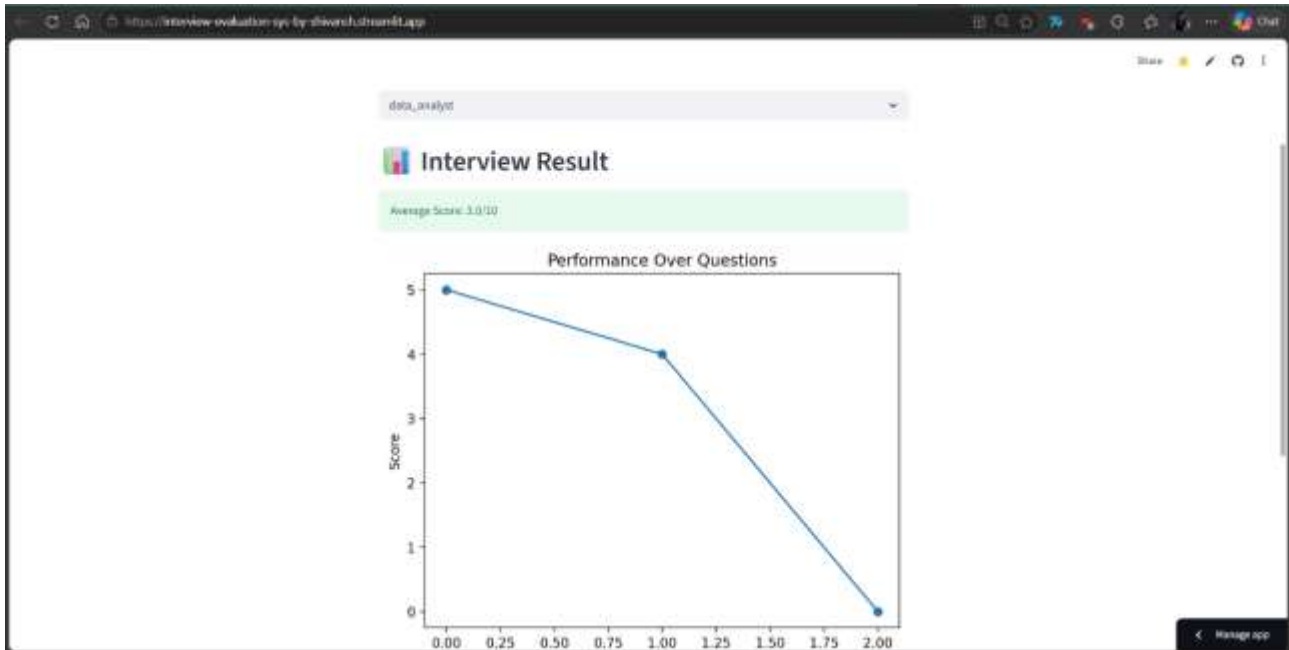 https://interview-evaluation-sys-by-shivansh.streamlit.app
Chat
Share
data_analyst
Interview Result
Average Score: 3.0/10
Performance Over Questions
Score
5
4
3
2
1
0
0.00 0.25 0.50 0.75 1.00 1.25 1.50 1.75 2.00
Manage app